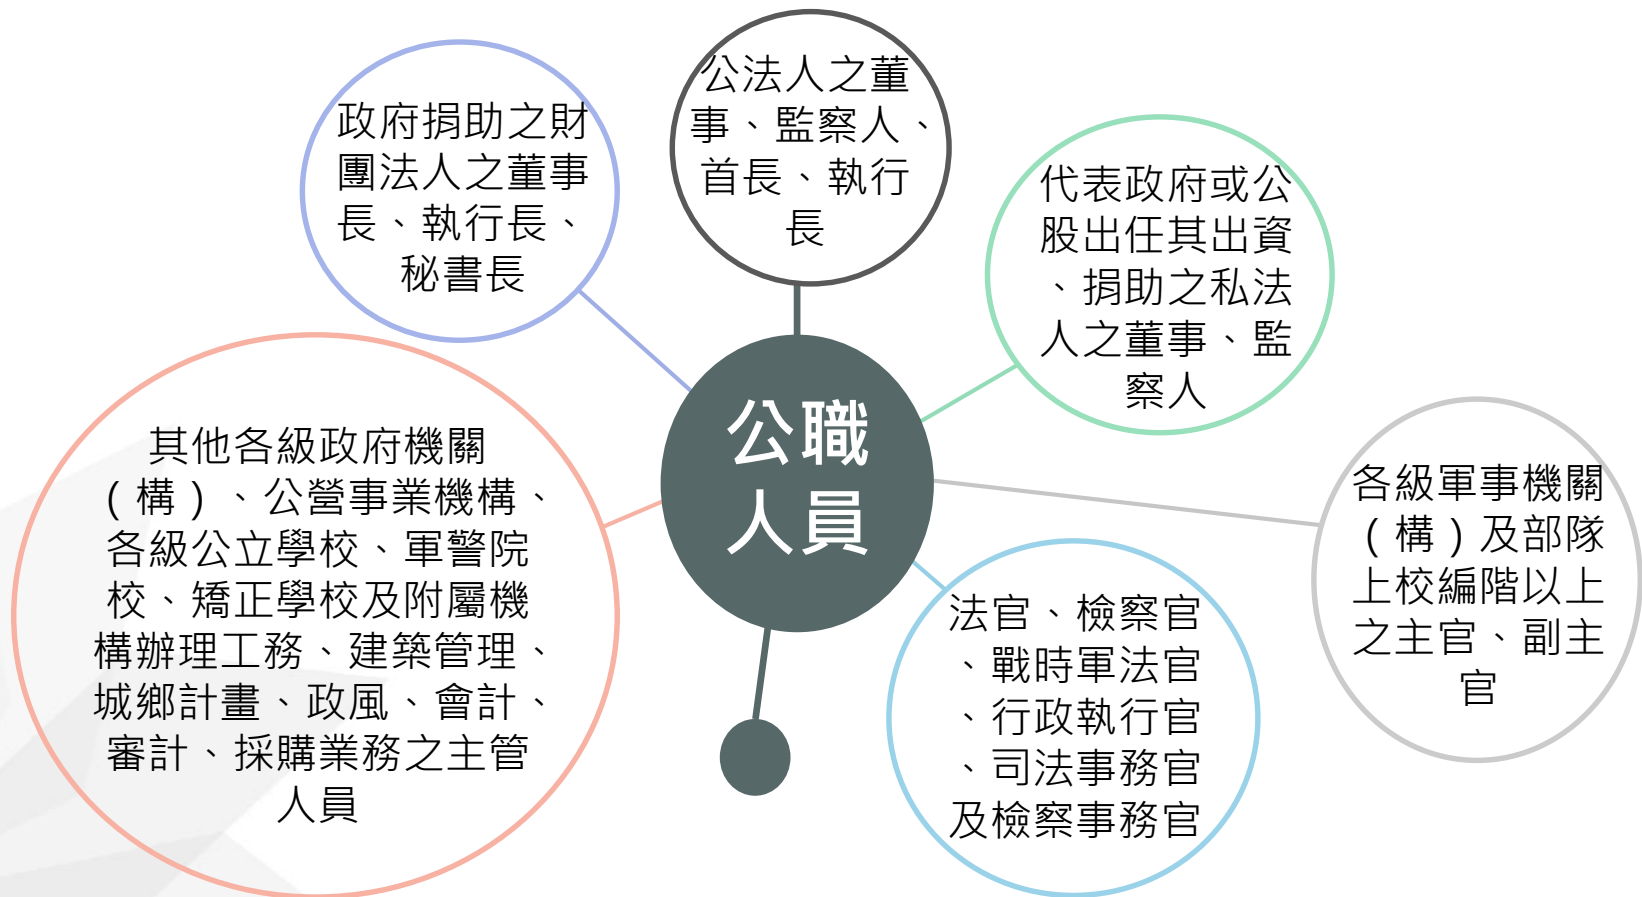 公法人之董
事、監察人、
首長、執行
長
政府捐助之財
團法人之董事
長、執行長、
秘書長
代表政府或公
股出任其出資
、捐助之私法
人之董事、監
察人
公職
人員
其他各級政府機關
（構）、公營事業機構、
各級公立學校、軍警院
校、矯正學校及附屬機
構辦理工務、建築管理、
城鄉計畫、政風、會計、
審計、採購業務之主管
人員
各級軍事機關
（構）及部隊
上校編階以上
之主官、副主
官
法官、檢察官
、戰時軍法官
、行政執行官
、司法事務官
及檢察事務官